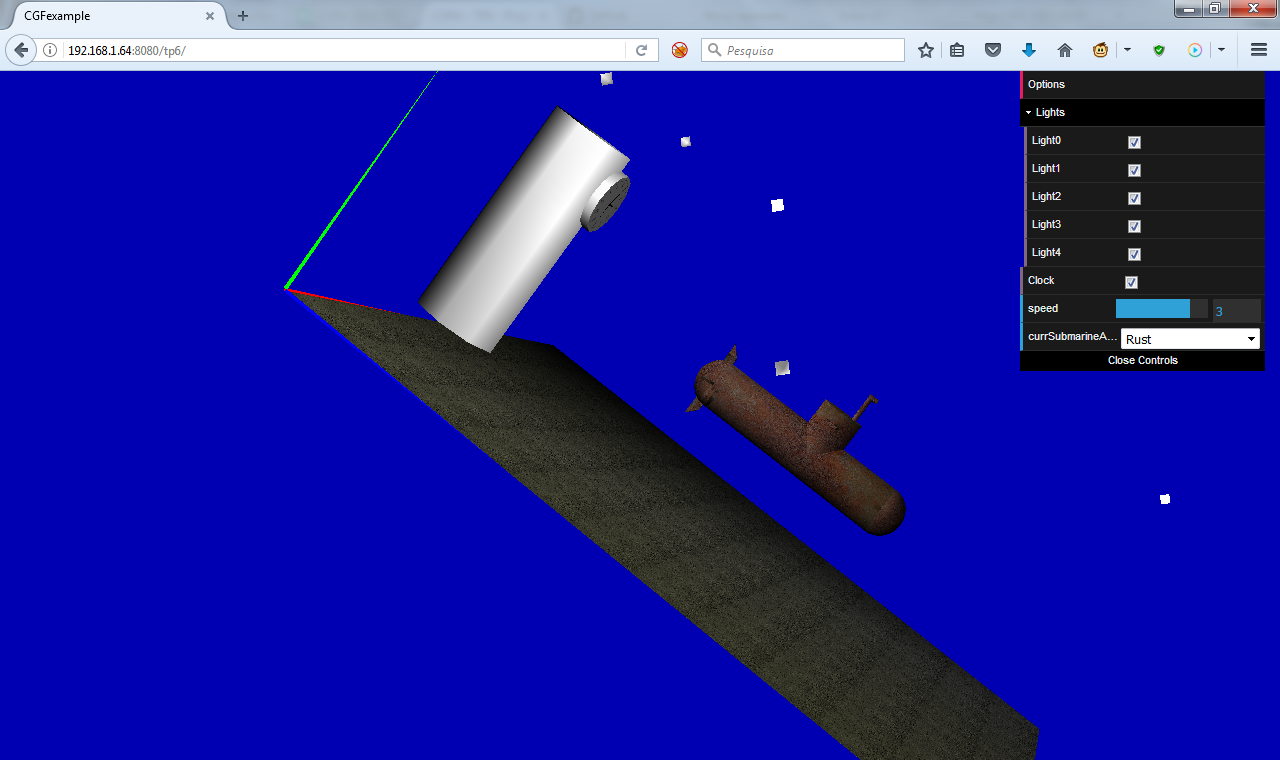 CGFexample
192.168.1.64:8080/tp6/
Pesquisa
Options
Lights
Light0
Light1
Light2
Light3
Light4
Clock
speed 3
currSubmarineA... Rust
Close Controls